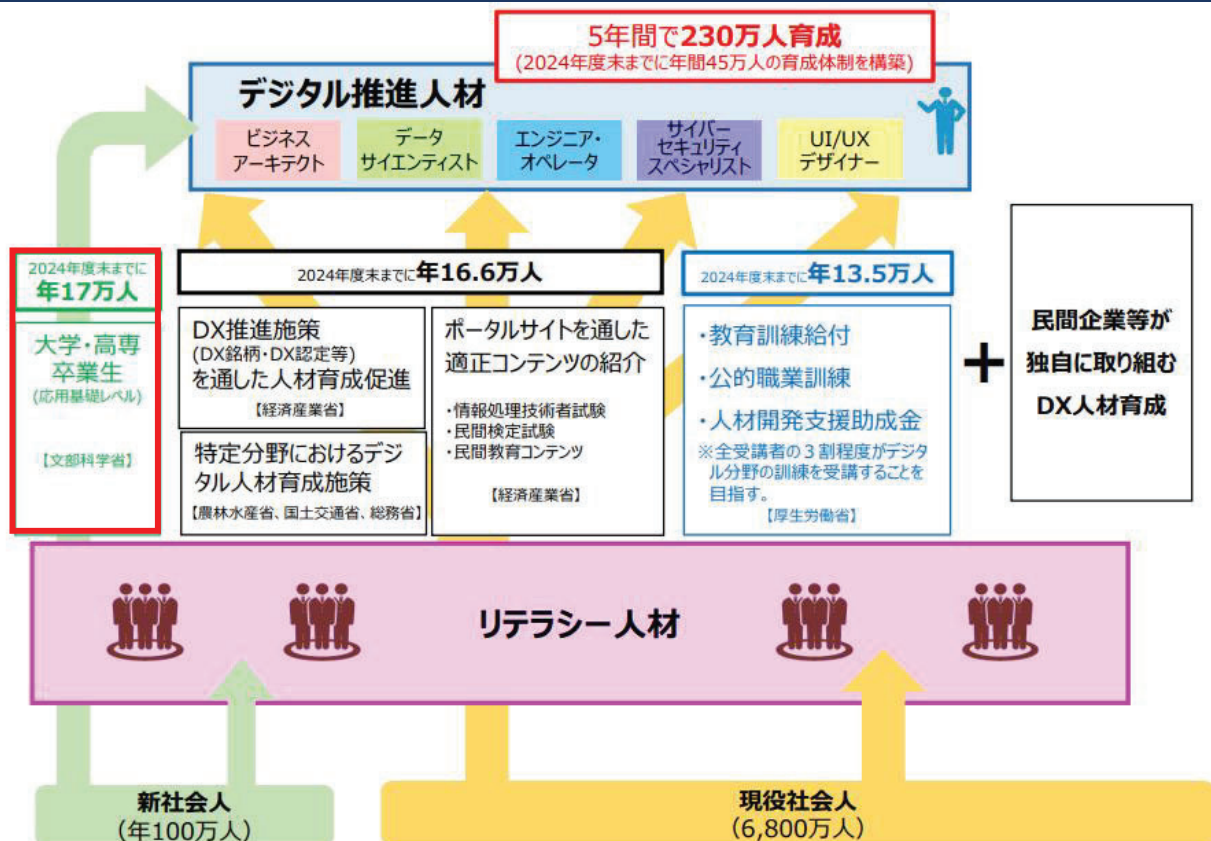 5年間で230万人育成
(2024年度末までに年間45万人の育成体制を構築)
デジタル推進人材
ビジネス
アーキテクト
データ
サイエンティスト
エンジニア・
オペレータ
サイバー
セキュリティ
スペシャリスト
UI/UX
デザイナー
2024年度末までに
年17万人
大学・高専
卒業生
(応用基礎レベル)
【文部科学省】
2024年度末までに年16.6万人
DX推進施策
(DX銘柄・DX認定等)
を通した人材育成促進
【経済産業省】
特定分野におけるデジ
タル人材育成施策
【農林水産省、国土交通省、総務省】
ポータルサイトを通した
適正コンテンツの紹介
・情報処理技術者試験
・民間検定試験
・民間教育コンテンツ
【経済産業省】
2024年度末までに年13.5万人
・教育訓練給付
・公的職業訓練
・人材開発支援助成金
※全受講者の3割程度がデジタ
ル分野の訓練を受講することを
目指す。
【厚生労働省】
+
民間企業等が
独自に取り組む
DX人材育成
リテラシー人材
新社会人
(年100万人)
現役社会人
(6,800万人)